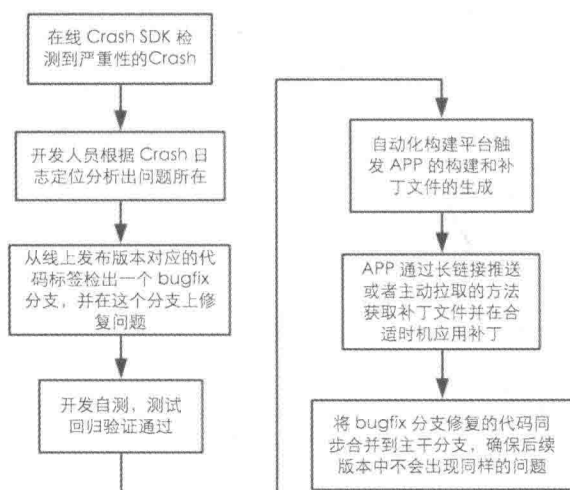 在线 Crash SDK 检
测到严重性的Crash
开发人员根据 Crash 日
志定位分析出问题所在
从线上发布版本对应的代
码标签检出一个 bugfix
分支，并在这个分支上修
复问题
开发自测，测试
回归验证通过
自动化构建平台触
发 APP 的构建和补
丁文件的生成
APP 通过长链接推送
或者主动拉取的方法
获取补丁文件并在合
适时机应用补丁
将 bugfix 分支修复的代码同
步合并到主干分支，确保后续
版本中不会出现同样的问题